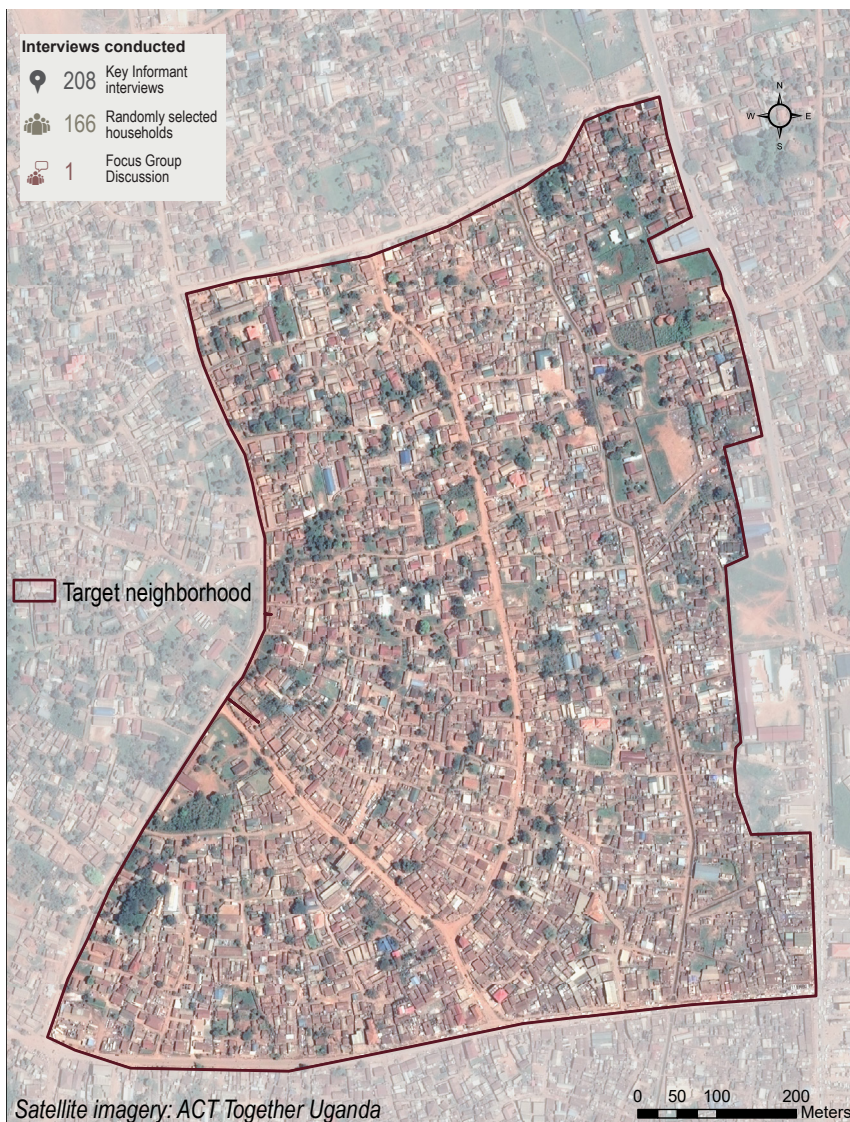 Interviews conducted
208 Key Informant
interviews
166 Randomly selected
households
1 Focus Group
Discussion
N
W E
S
Target neighborhood
Satellite imagery: ACT Together Uganda
0 50 100 200
Meters